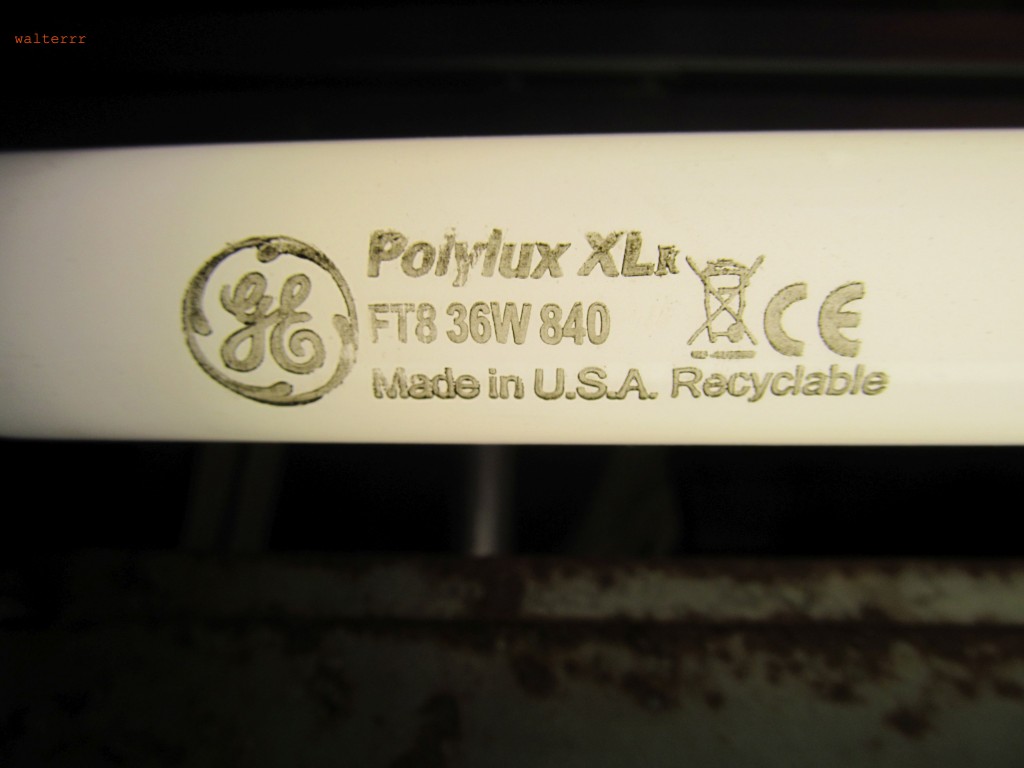 walterrr
GE
Polylux XLR
FT8 36W 840
CE
Made in U.S.A. Recyclable